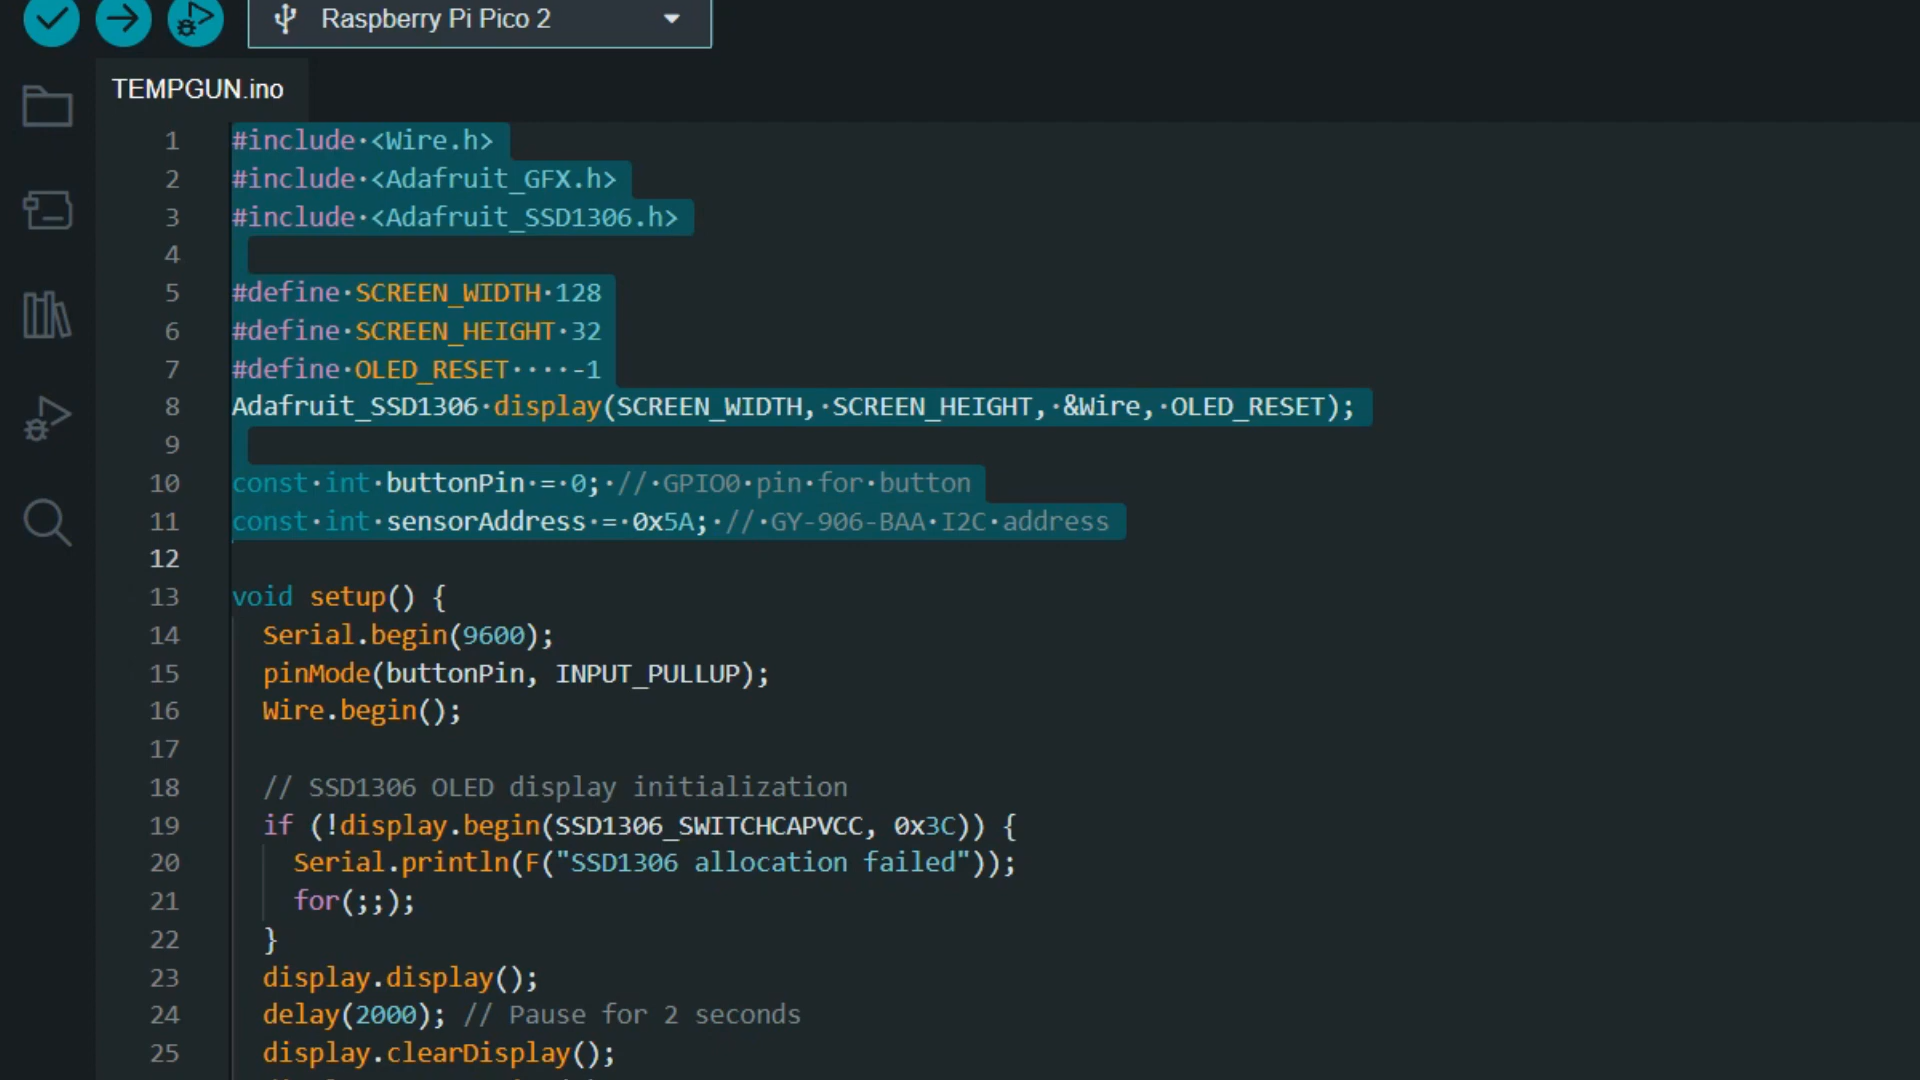 Raspberry Pi Pico 2
TEMPGUN.ino
1 #include <Wire.h>
2 #include <Adafruit_GFX.h>
3 #include <Adafruit_SSD1306.h>
4
5 #define SCREEN_WIDTH 128
6 #define SCREEN_HEIGHT 32
7 #define OLED_RESET    -1
8 Adafruit_SSD1306 display(SCREEN_WIDTH, SCREEN_HEIGHT, &Wire, OLED_RESET);
9
10 const int buttonPin = 0; // GPIO0 pin for button
11 const int sensorAddress = 0x5A; // GY-906-BAA I2C address
12
13 void setup() {
14   Serial.begin(9600);
15   pinMode(buttonPin, INPUT_PULLUP);
16   Wire.begin();
17
18   // SSD1306 OLED display initialization
19   if (!display.begin(SSD1306_SWITCHCAPVCC, 0x3C)) {
20     Serial.println(F("SSD1306 allocation failed"));
21     for(;;);
22   }
23   display.display();
24   delay(2000); // Pause for 2 seconds
25   display.clearDisplay();